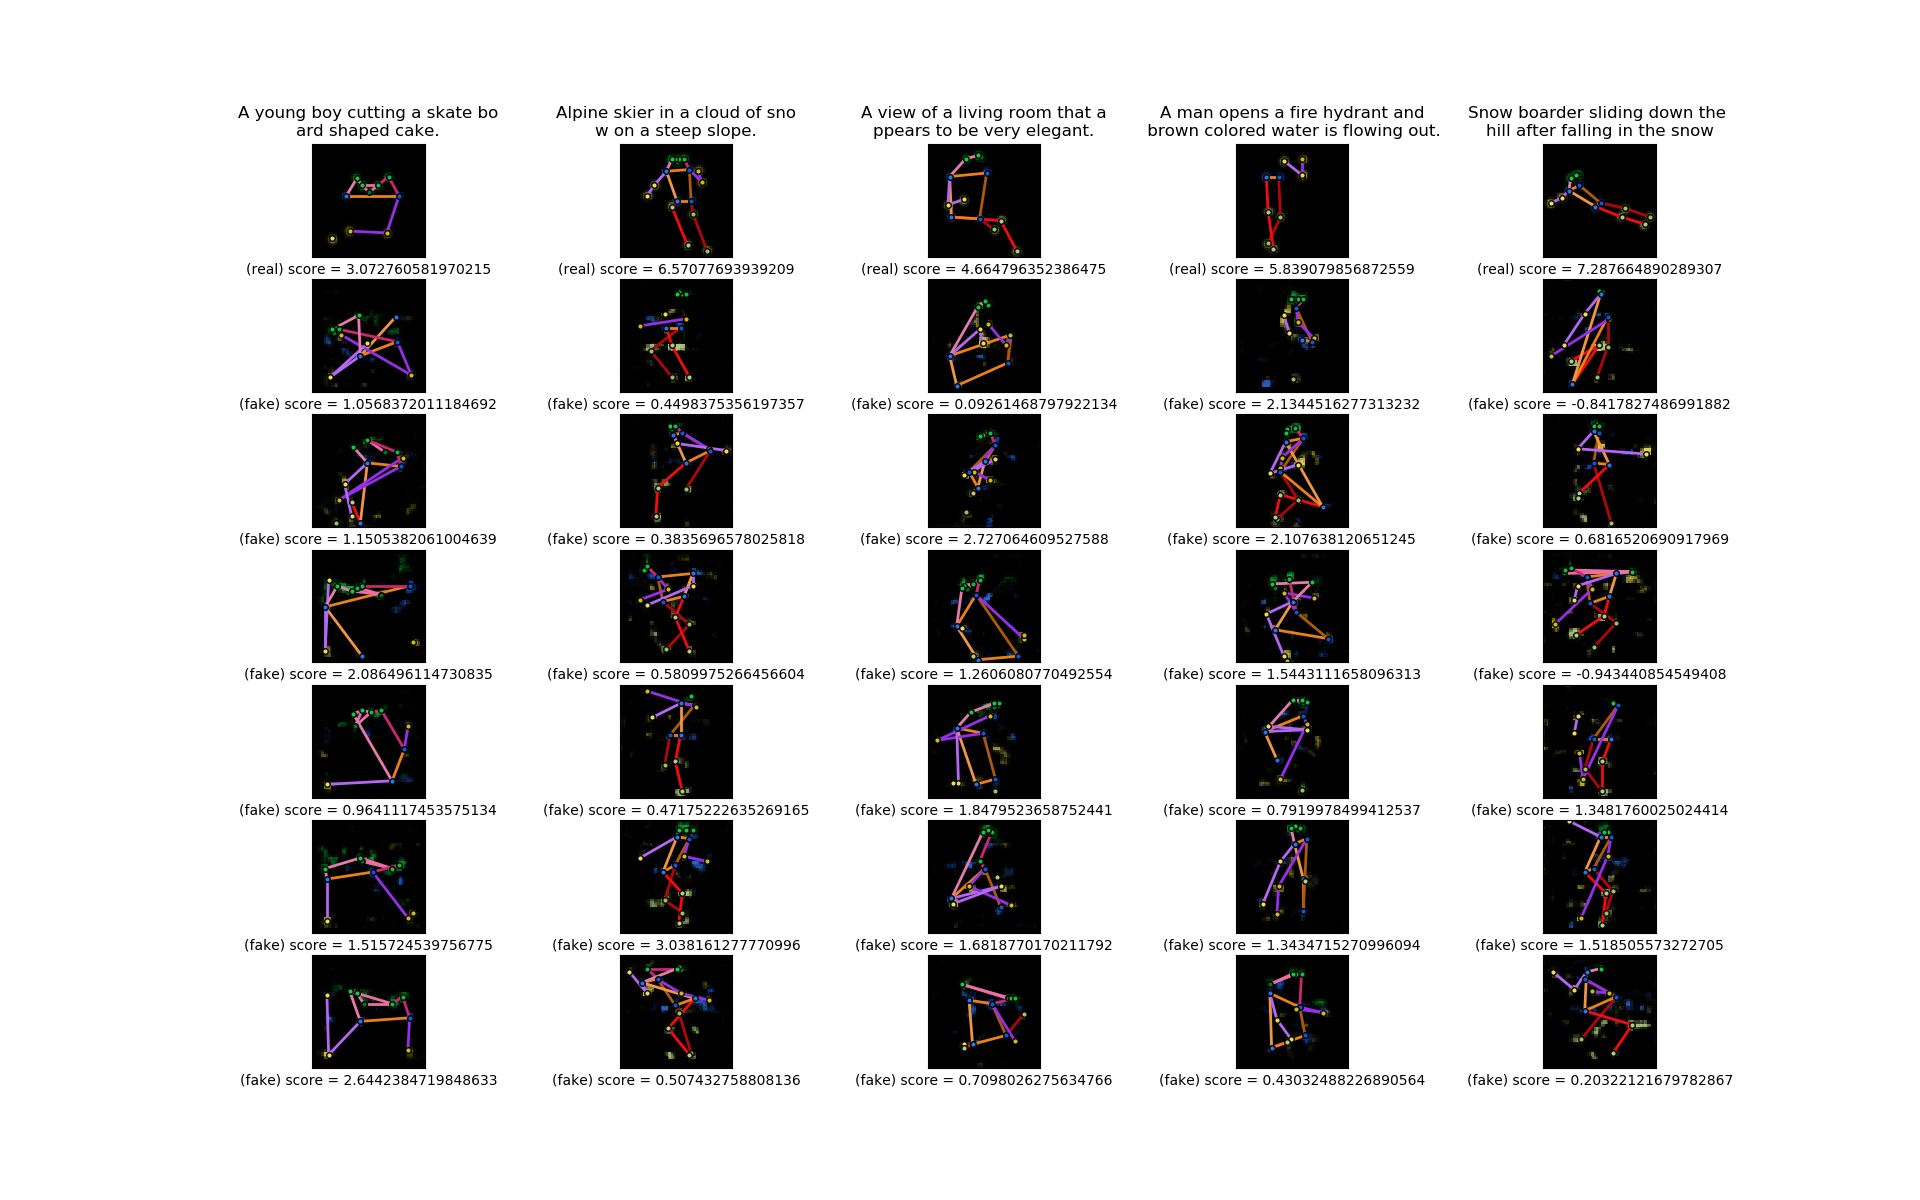 A young boy cutting a skate bo
ard shaped cake.
Alpine skier in a cloud of sno
w on a steep slope.
A view of a living room that a
ppears to be very elegant.
A man opens a fire hydrant and
brown colored water is flowing out.
Snow boarder sliding down the
hill after falling in the snow
(real) score = 3.072760581970215
(real) score = 6.57077693939209
(real) score = 4.664796352386475
(real) score = 5.839079856872559
(real) score = 7.287664890289307
(fake) score = 1.0568372011184692
(fake) score = 0.4498375356197357
(fake) score = 0.09261468797922134
(fake) score = 2.1344516277313232
(fake) score = -0.8417827486991882
(fake) score = 1.1505382061004639
(fake) score = 0.3835696578025818
(fake) score = 2.727064609527588
(fake) score = 2.107638120651245
(fake) score = 0.6816520690917969
(fake) score = 2.086496114730835
(fake) score = 0.5809975266456604
(fake) score = 1.2606080770492554
(fake) score = 1.5443111658096313
(fake) score = -0.943440854549408
(fake) score = 0.9641117453575134
(fake) score = 0.47175222635269165
(fake) score = 1.8479523658752441
(fake) score = 0.7919978499412537
(fake) score = 1.3481760025024414
(fake) score = 1.515724539756775
(fake) score = 3.038161277770996
(fake) score = 1.6818770170211792
(fake) score = 1.3434715270996094
(fake) score = 1.518505573272705
(fake) score = 2.6442384719848633
(fake) score = 0.507432758808136
(fake) score = 0.7098026275634766
(fake) score = 0.43032488226890564
(fake) score = 0.20322121679782867